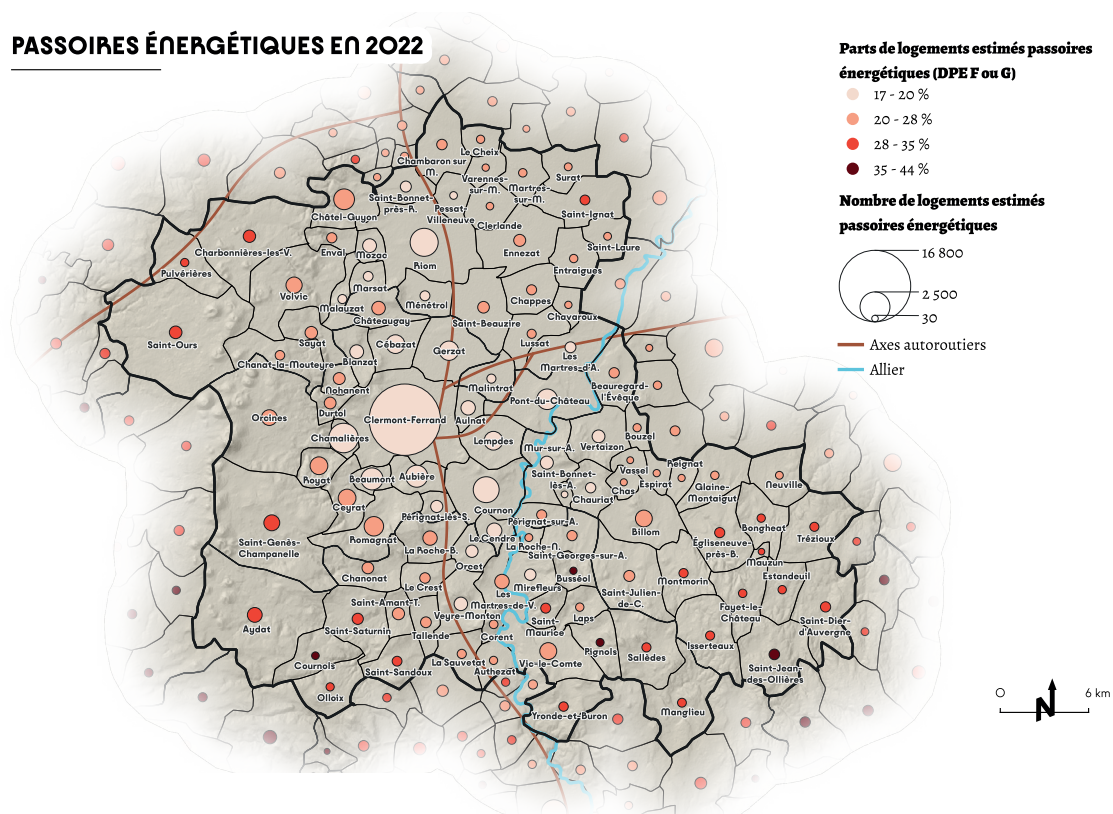 PASSOIRES ÉNERGÉTIQUES EN 2022
Parts de logements estimés passoires
énergétiques (DPE F ou G)
17 - 20 %
20 - 28 %
28 - 35 %
35 - 44 %
Nombre de logements estimés
passoires énergétiques
16 800
2 500
30
Axes autoroutiers
Allier
0
6 km
N
Le Cheix
Chambaron sur
M.
Varennes-
sur-M.
Martres-
sur-M.
Surat
Saint-Bonnet-
près-R.
Pessat-
Villeneuve
Clerlande
Saint-Ignat
Châtel-Guyon
Charbonnières-les-V.
Enval
Mozac
Riom
Ennezat
Saint-Laure
Entraigues
Pulvérières
Volvic
Marsat
Malauzat
Ménétrol
Châteaugay
Chappes
Chavaroux
Saint-Beauzire
Saint-Ours
Sayat
Cébazat
Gerzat
Lussat
Les
Martres-d'A.
Chanat-la-Mouteyre
Blanzat
Nohanent
Malintrat
Beauregard-
l'Évêque
Durtol
Pont-du-Château
Orcines
Clermont-Ferrand
Aulnat
Chamalières
Lempdes
Mur-sur-A.
Vertaizon
Bouzel
Royat
Beaumont
Aubière
Saint-Bonnet-
lès-A.
Vassel
Reignat
Espirat
Chas
Chauriat
Glaine-
Montaigut
Neuville
Ceyrat
Cournon
Pérignat-lès-S.
Pérignat-sur-A.
Romagnat
Le Cendre
La Roche-N.
La Roche-B.
Saint-Georges-sur-A.
Billom
Bongheat
Égliseneuve-
près-B.
Trézioux
Mauzun
Saint-Genès-
Champanelle
Orcet
Chanonat
Le Crest
Mirefleurs
Busséol
Les
Martres-de-V.
Saint-Julien-
de-C.
Montmorin
Estandeuil
Saint-Amant-T.
Veyre-Monton
Fayet-le-
Château
Saint-Dier-
d'Auvergne
Aydat
Saint-Saturnin
Tallende
Corent
Saint-
Maurice
Laps
Pignols
Sallèdes
Isserteaux
Cournols
Saint-Sandoux
La Sauvetat
Authezat
Vic-le-Comte
Saint-Jean-
des-Ollières
Olloix
Yronde-et-Buron
Manglieu